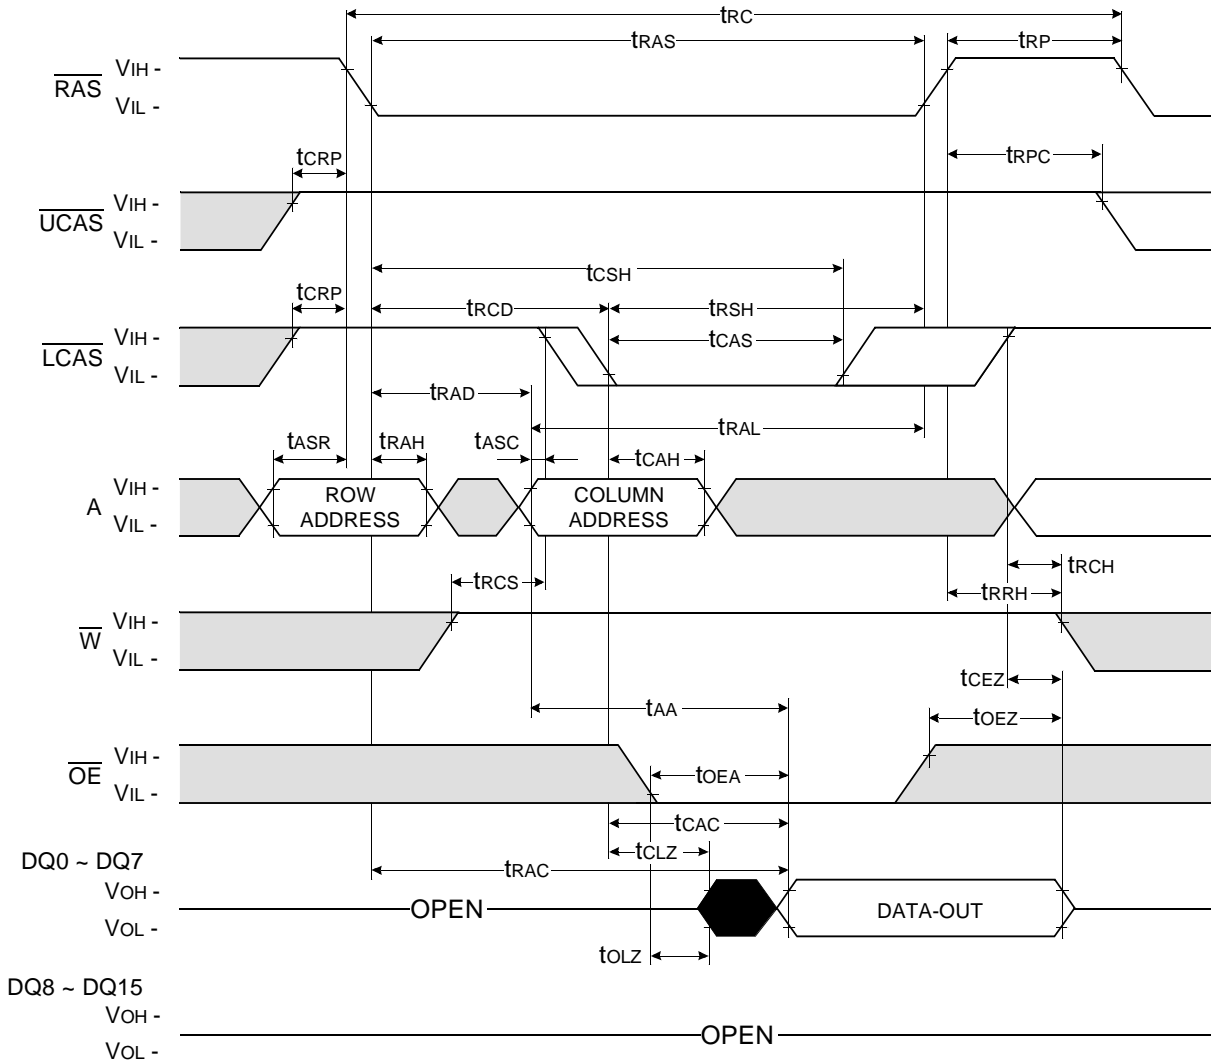 tRC
tRAS
tRP
RAS
VIH -
VIL -
tCRP
tRPC
UCAS
VIH -
VIL -
tCSH
tCRP
tRCD
tRSH
LCAS
VIH -
VIL -
tCAS
tRAD
tRAL
tASR
tRAH
tASC
tCAH
A
VIH -
VIL -
ROW
ADDRESS
COLUMN
ADDRESS
tRCH
tRCS
tRRH
W
VIH -
VIL -
tCEZ
tAA
tOEZ
OE
VIH -
VIL -
tOEA
tCAC
tCLZ
tRAC
DQ0 ~ DQ7
VOH -
VOL -
OPEN
DATA-OUT
tOLZ
DQ8 ~ DQ15
VOH -
VOL -
OPEN